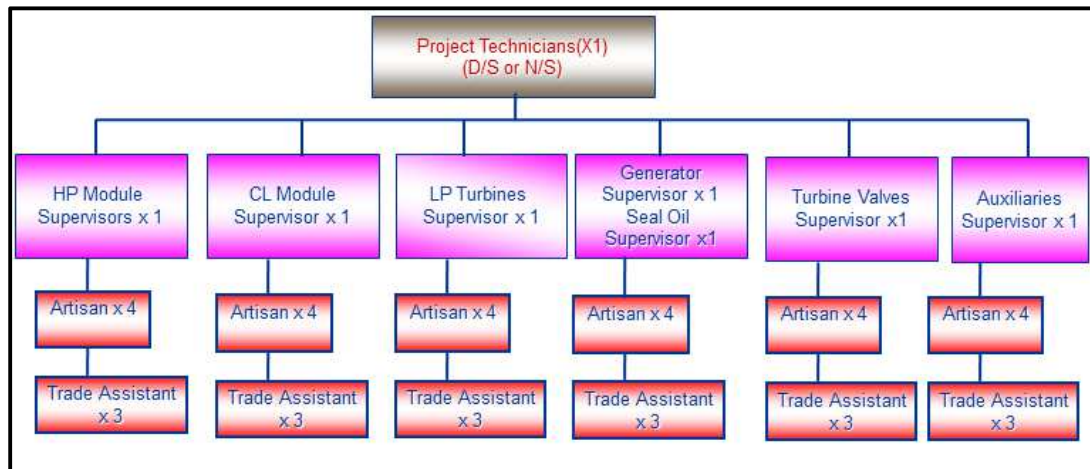 Project Technicians(X1)
(D/S or N/S)
HP Module
Supervisors x 1
CL Module
Supervisor x 1
LP Turbines
Supervisor x 1
Generator
Supervisor x 1
Seal Oil
Supervisor x1
Turbine Valves
Supervisor x1
Auxiliaries
Supervisor x 1
Artisan x 4
Artisan x 4
Artisan x 4
Artisan x 4
Artisan x 4
Artisan x 4
Trade Assistant
x 3
Trade Assistant
x 3
Trade Assistant
x 3
Trade Assistant
x 3
Trade Assistant
x 3
Trade Assistant
x 3